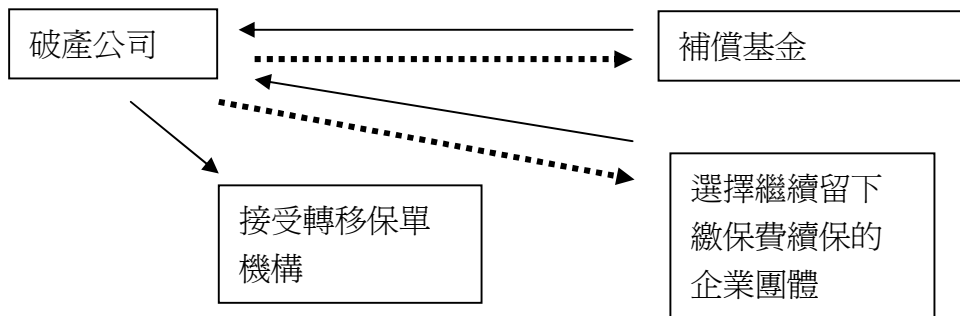 破產公司
補償基金
接受轉移保單
機構
選擇繼續留下
繳保費續保的
企業團體